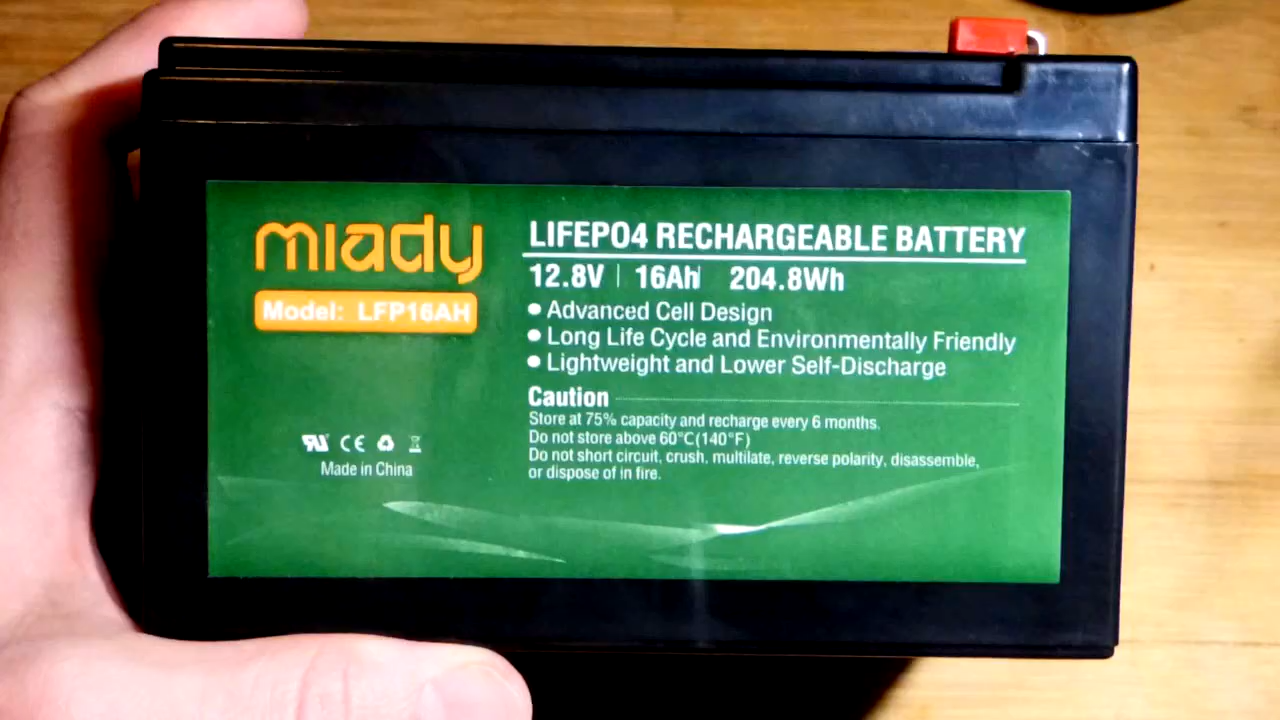 miady
Model: LFP16AH
LIFEPO4 RECHARGEABLE BATTERY
12.8V | 16Ah | 204.8Wh
● Advanced Cell Design
● Long Life Cycle and Environmentally Friendly
● Lightweight and Lower Self-Discharge
Caution
Store at 75% capacity and recharge every 6 months.
Do not store above 60°C(140°F)
Do not short circuit, crush, multilate, reverse polarity, disassemble,
or dispose of in fire.
CE
Made in China